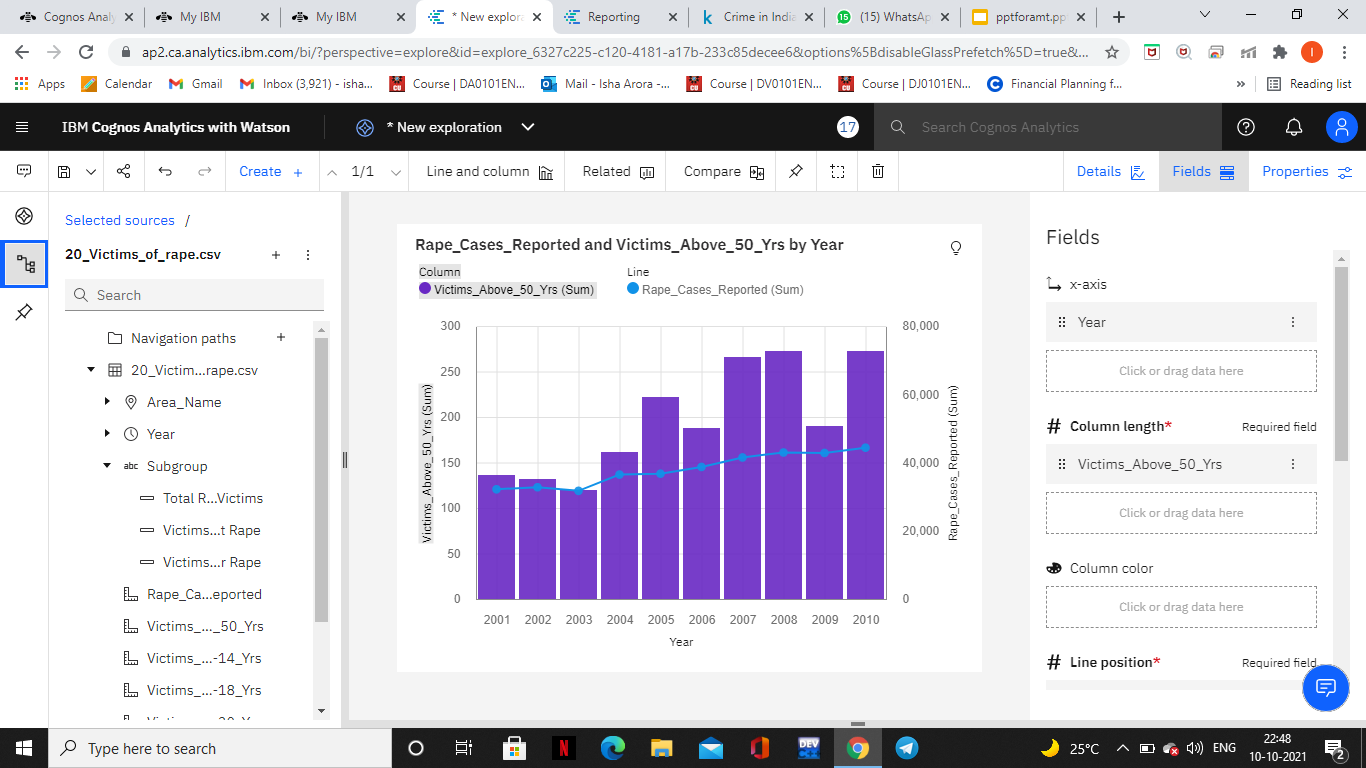 Cognos Analy
My IBM
My IBM
* New explor
Reporting
Crime in India
(15) WhatsAp
pptforamt.pp
ap2.ca.analytics.ibm.com/bi/?perspective=explore&id=explore_6327c225-c120-4181-a17b-233c85decee6&options%5BdisableGlassPrefetch%5D=true&...
Apps
Calendar
Gmail
Inbox (3,921) - isha...
Course | DA0101EN...
Mail - Isha Arora -...
Course | DV0101EN...
Course | DJ0101EN...
Financial Planning f...
»
Reading list
IBM Cognos Analytics with Watson
* New exploration
17
Search Cognos Analytics
Create +
1/1
Line and column
Related
Compare
Details
Fields
Properties
Selected sources /
20_Victims_of_rape.csv
Search
Navigation paths
20_Victim...rape.csv
Area_Name
Year
abc Subgroup
Total R...Victims
Victims...t Rape
Victims...r Rape
Rape_Ca...eported
Victims_..._50_Yrs
Victims_...-14_Yrs
Victims_...-18_Yrs
Rape_Cases_Reported and Victims_Above_50_Yrs by Year
Column
Line
Victims_Above_50_Yrs (Sum)
Rape_Cases_Reported (Sum)
Victims_Above_50_Yrs (Sum)
300
250
200
150
100
50
0
80,000
60,000
40,000
20,000
0
Rape_Cases_Reported (Sum)
2001 2002 2003 2004 2005 2006 2007 2008 2009 2010
Year
Fields
x-axis
Year
Click or drag data here
# Column length* Required field
Victims_Above_50_Yrs
Click or drag data here
Column color
Click or drag data here
# Line position* Required field
Type here to search
N
DEV
C++
25°C
ENG
22:48
10-10-2021
2